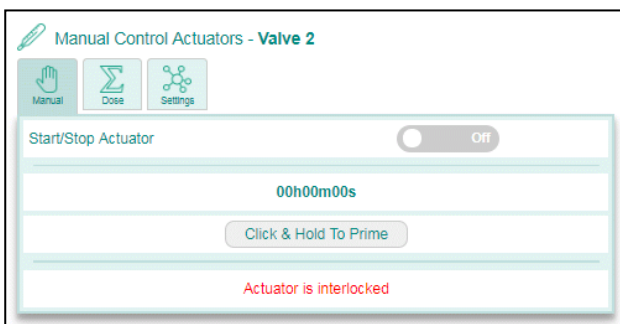 Manual Control Actuators - Valve 2
Manual Dose Settings
Start/Stop Actuator Off
00h00m00s
Click & Hold To Prime
Actuator is interlocked